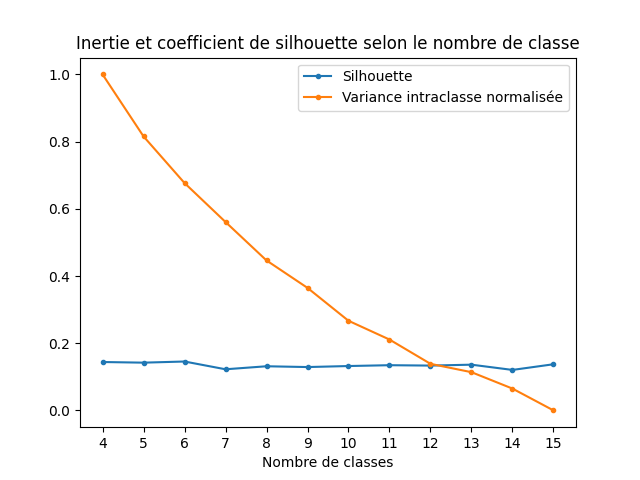 Inertie et coefficient de silhouette selon le nombre de classe
Silhouette
Variance intraclasse normalisée
1.0
0.8
0.6
0.4
0.2
0.0
4 5 6 7 8 9 10 11 12 13 14 15
Nombre de classes